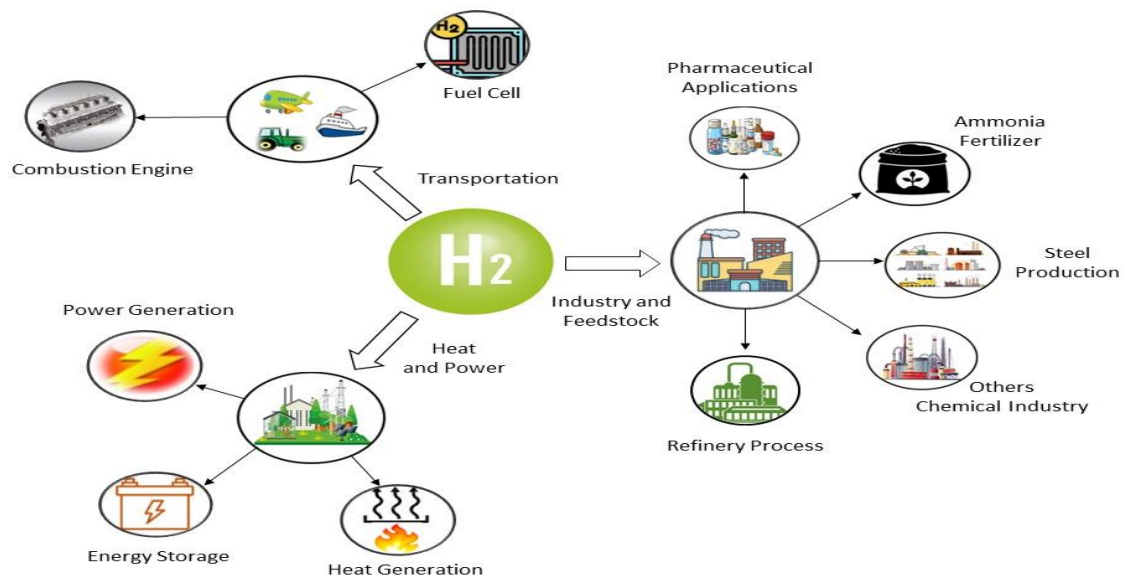 H2
Fuel Cell
Combustion Engine
Transportation
H2
Industry and
Feedstock
Heat
and Power
Power Generation
Energy Storage
Heat Generation
Pharmaceutical
Applications
Ammonia
Fertilizer
Steel
Production
Others
Chemical Industry
Refinery Process